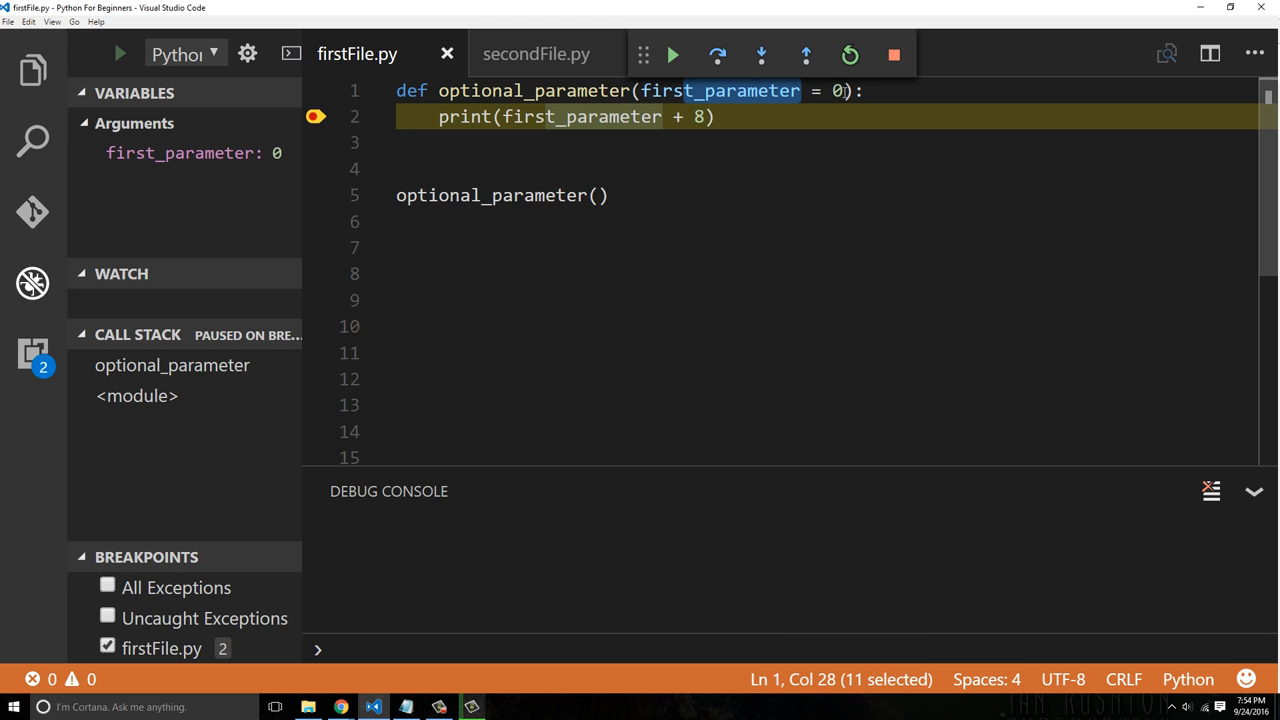 firstFile.py - Python For Beginners - Visual Studio Code
File Edit View Go Help
Python
firstFile.py
secondFile.py
VARIABLES
Arguments
first_parameter: 0
WATCH
CALL STACK PAUSED ON BRE...
optional_parameter
<module>
BREAKPOINTS
All Exceptions
Uncaught Exceptions
firstFile.py 2
2
1 def optional_parameter(first_parameter = 0):
2 print(first_parameter + 8)
3
4
5 optional_parameter()
6
7
8
9
10
11
12
13
14
15
DEBUG CONSOLE
0 0
Ln 1, Col 28 (11 selected) Spaces: 4 UTF-8 CRLF Python
I'm Cortana. Ask me anything.
7:54 PM
9/24/2016